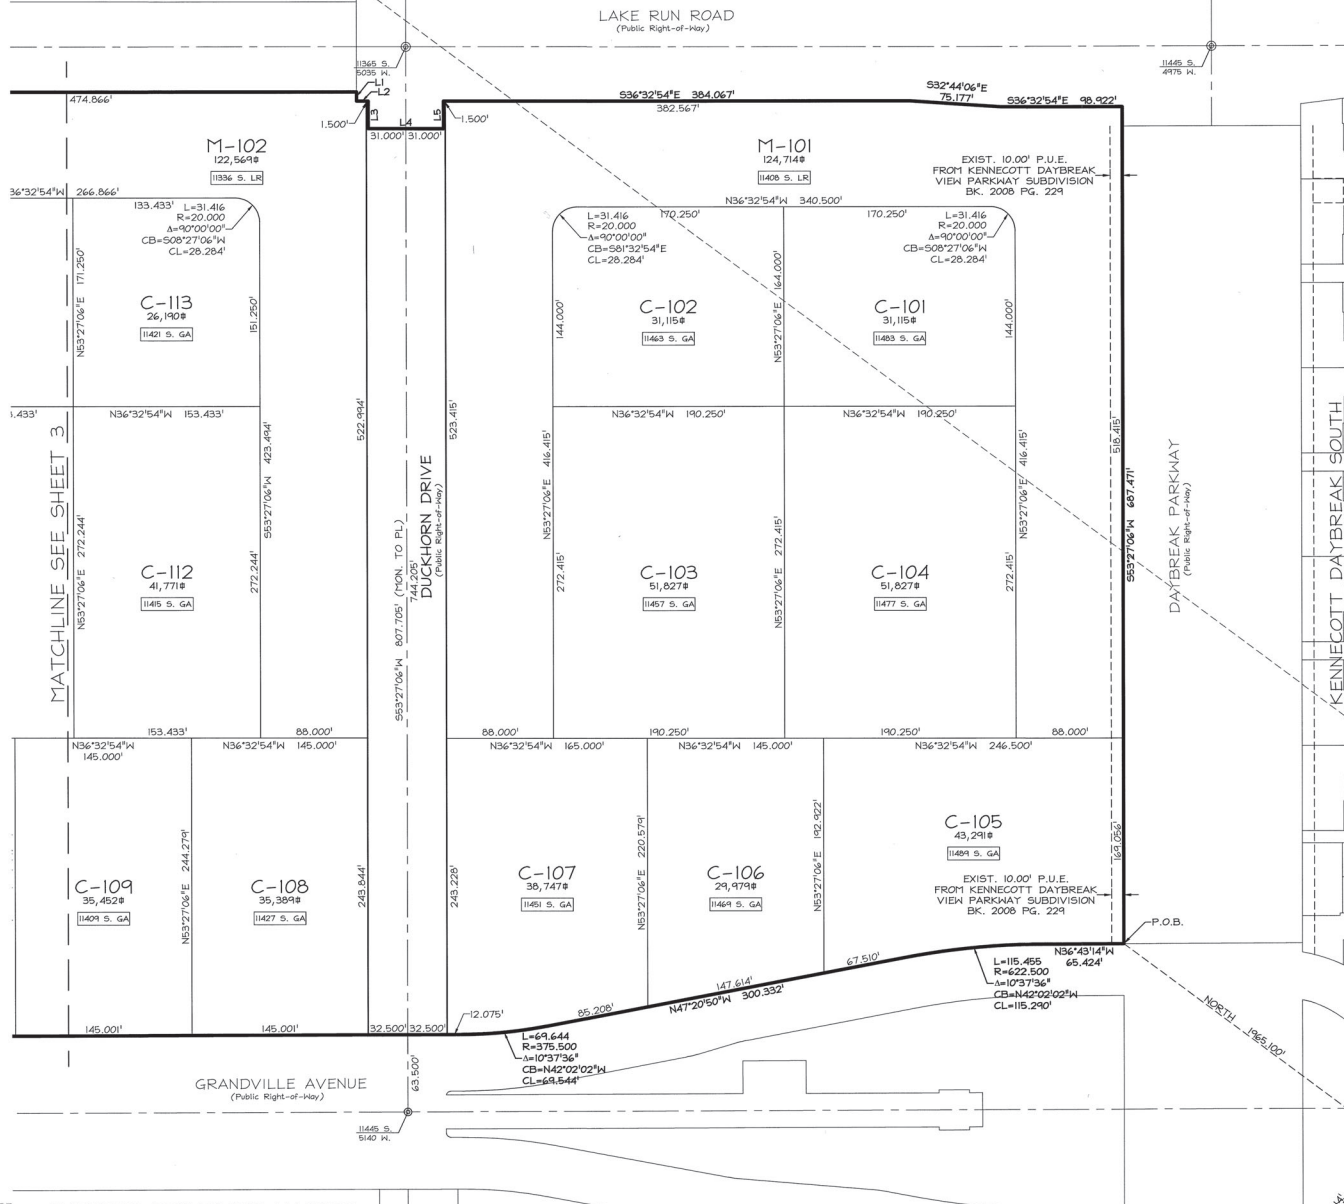 LAKE RUN ROAD
(Public Right-of-Way)
11365 S.
5035 W.
11445 S.
4975 W.
L1
L2
L3
L4
L5
474.866'
1.500'
31.000'
31.000'
1.500'
S36°32'54"E 384.067'
382.567'
S32°44'06"E
75.177'
S36°32'54"E 98.922'
M-102
122,569⌗
11336 S. LR
M-101
124,714⌗
11408 S. LR
EXIST. 10.00' P.U.E.
FROM KENNECOTT DAYBREAK
VIEW PARKWAY SUBDIVISION
BK. 2008 PG. 229
36°32'54"W 266.866'
133.433'
L=31.416
R=20.000
Δ=90°00'00"
CB=S08°27'06"W
CL=28.284'
N36°32'54"W 340.500'
170.250'
170.250'
L=31.416
R=20.000
Δ=90°00'00"
CB=S81°32'54"E
CL=28.284'
L=31.416
R=20.000
Δ=90°00'00"
CB=S08°27'06"W
CL=28.284'
N53°27'06"E 171.250'
C-113
26,190⌗
11421 S. GA
151.250'
144.000'
C-102
31,115⌗
11463 S. GA
N53°27'06"E 164.000'
C-101
31,115⌗
11483 S. GA
144.000'
3.433'
N36°32'54"W 153.433'
N36°32'54"W 190.250'
N36°32'54"W 190.250'
MATCHLINE SEE SHEET 3
S53°27'06"W 423.494'
522.994'
523.415'
DUCKHORN DRIVE
(Public Right-of-Way)
S53°27'06"W 807.705' (MON. TO PL)
744.205'
N53°27'06"E 416.415'
N53°27'06"E 416.415'
518.415'
S53°27'06"W 687.471'
DAYBREAK PARKWAY
(Public Right-of-Way)
KENNECOTT DAYBREAK SOUTH
N53°27'06"E 272.244'
C-112
41,771⌗
11415 S. GA
272.244'
272.415'
C-103
51,827⌗
11457 S. GA
N53°27'06"E 272.415'
C-104
51,827⌗
11477 S. GA
272.415'
153.433'
88.000'
88.000'
190.250'
190.250'
88.000'
N36°32'54"W
145.000'
N36°32'54"W 145.000'
N36°32'54"W 165.000'
N36°32'54"W 145.000'
N36°32'54"W 246.500'
C-109
35,452⌗
11409 S. GA
N53°27'06"E 244.279'
C-108
35,389⌗
11427 S. GA
243.844'
243.228'
C-107
38,747⌗
11451 S. GA
N53°27'06"E 220.579'
C-106
29,979⌗
11469 S. GA
N53°27'06"E 192.922'
C-105
43,291⌗
11489 S. GA
EXIST. 10.00' P.U.E.
FROM KENNECOTT DAYBREAK
VIEW PARKWAY SUBDIVISION
BK. 2008 PG. 229
169.056'
P.O.B.
N36°43'14"W
65.424'
L=115.455
R=622.500
Δ=10°37'36"
CB=N42°02'02"W
CL=115.290'
67.510'
147.614'
N47°20'50"W 300.332'
85.208'
12.075'
145.001'
145.001'
32.500'
32.500'
L=69.644
R=375.500
Δ=10°37'36"
CB=N42°02'02"W
CL=69.544'
NORTH 1965.100'
GRANDVILLE AVENUE
(Public Right-of-Way)
63.500'
11445 S.
5140 W.